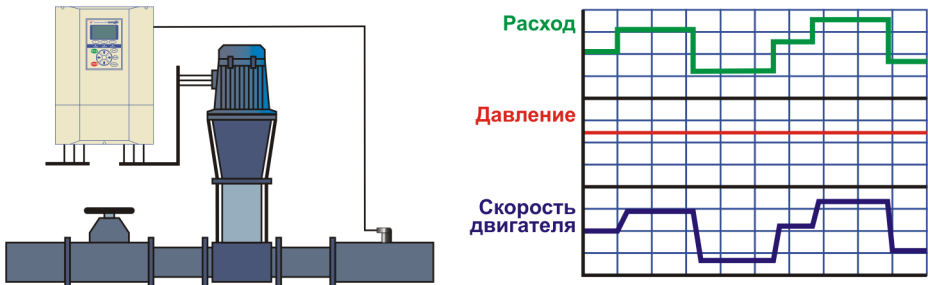 Расход
Давление
Скорость
двигателя